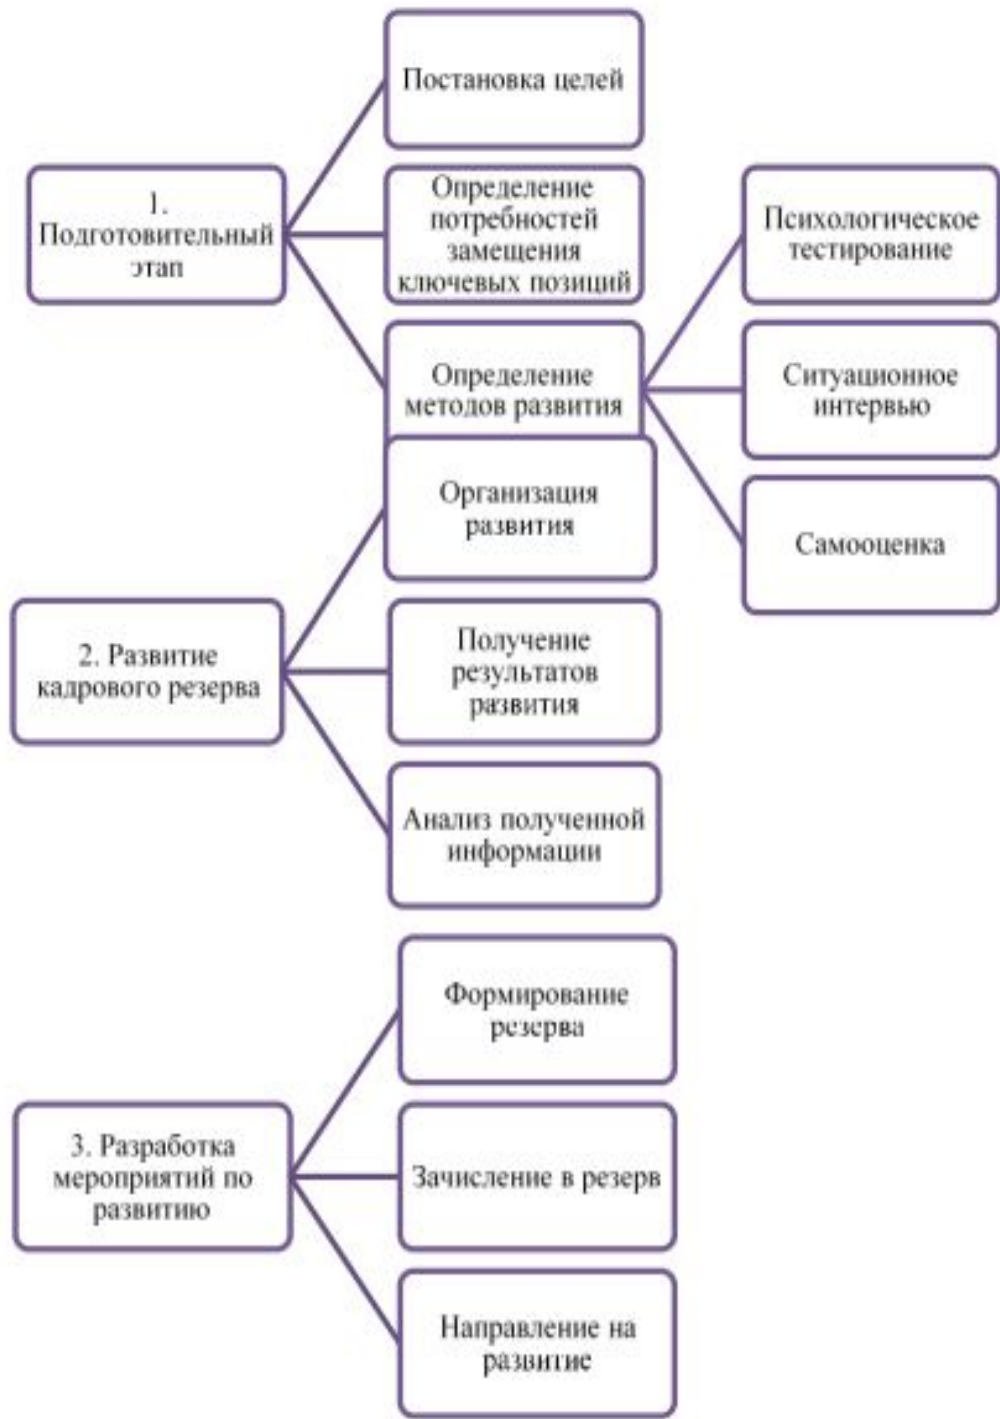 1.
Подготовительный
этап
Постановка целей
Определение
потребностей
замещения
ключевых позиций
Определение
методов развития
Психологическое
тестирование
Ситуационное
интервью
Самооценка
2. Развитие
кадрового резерва
Организация
развития
Получение
результатов
развития
Анализ полученной
информации
3. Разработка
мероприятий по
развитию
Формирование
резерва
Зачисление в резерв
Направление на
развитие